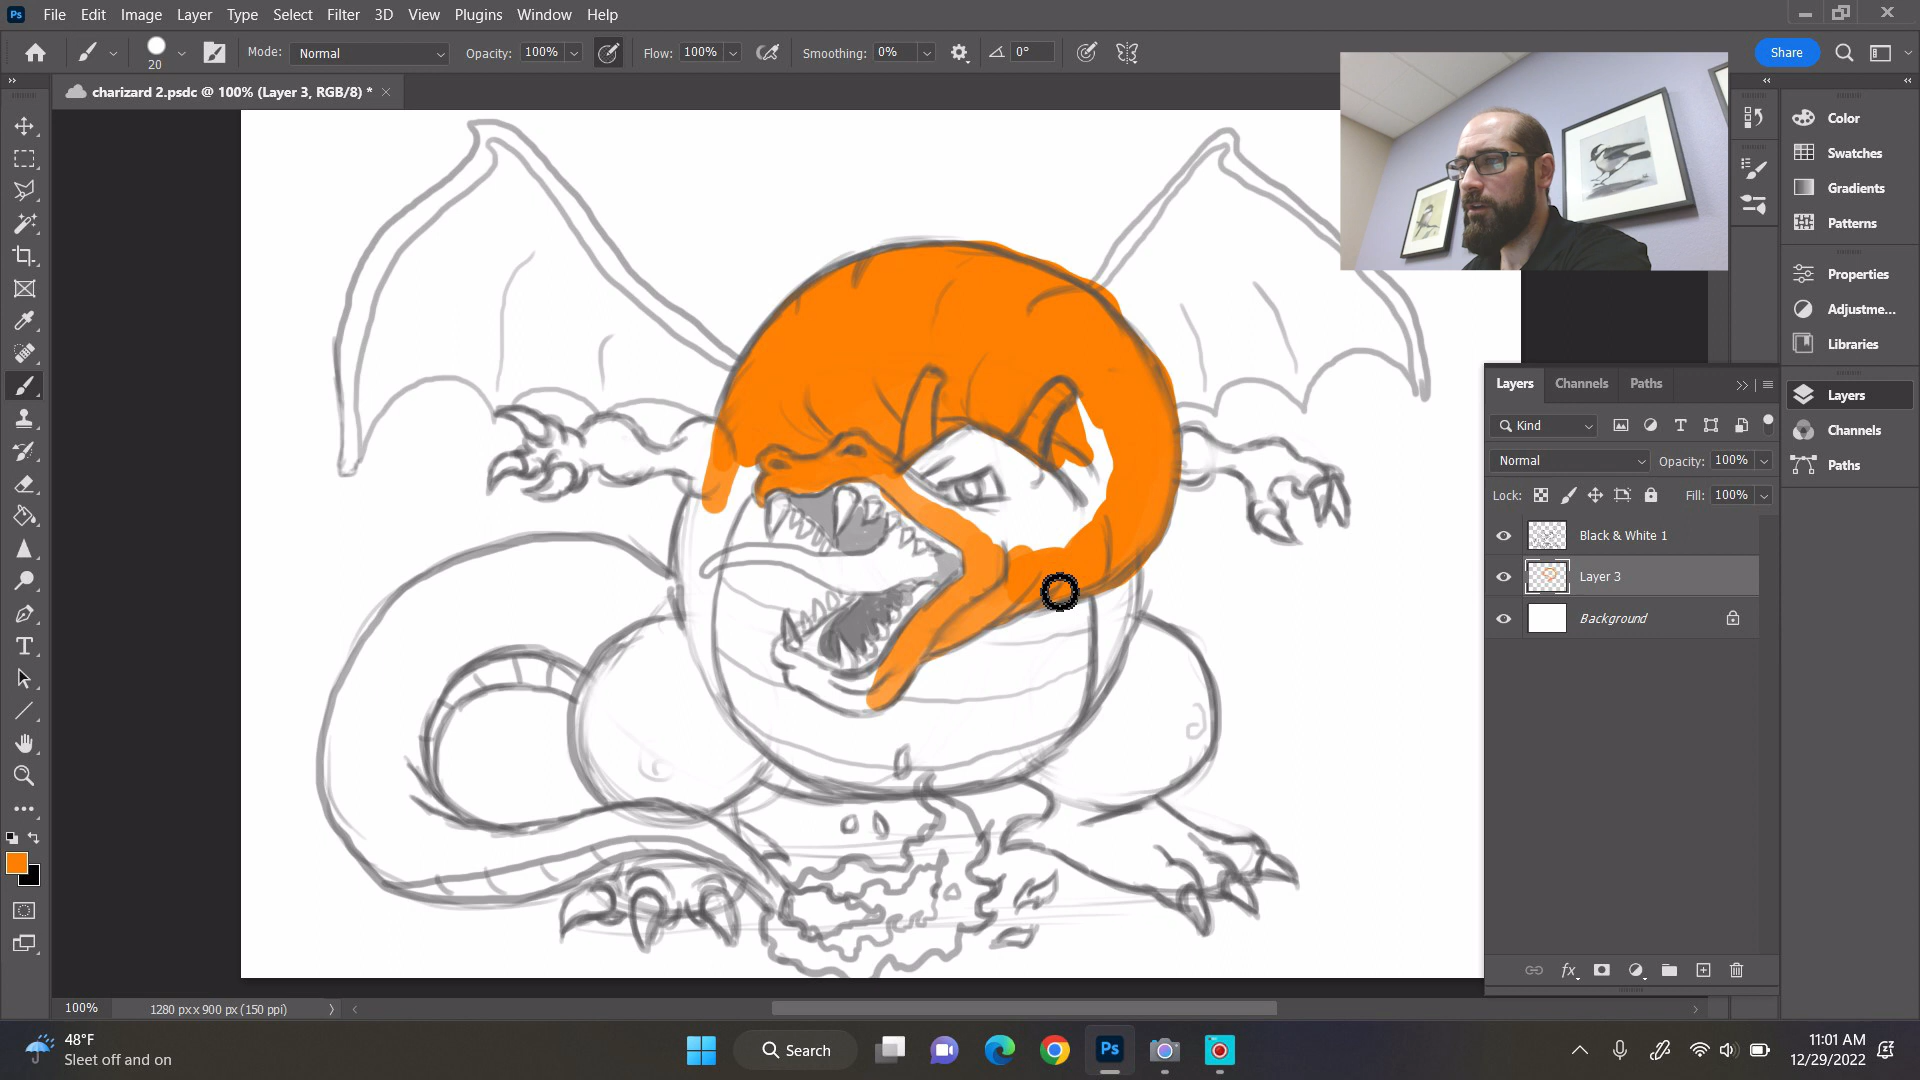 Ps File Edit Image Layer Type Select Filter 3D View Plugins Window Help
20 Mode: Normal Opacity: 100% Flow: 100% Smoothing: 0% 0° Share
charizard 2.psdc @ 100% (Layer 3, RGB/8) *
Color
Swatches
Gradients
Patterns
Properties
Adjustme...
Libraries
Layers
Channels
Paths
Layers Channels Paths
Kind
Normal Opacity: 100%
Lock: Fill: 100%
Black & White 1
Layer 3
Background
fx
T
100% 1280 px x 900 px (150 ppi)
48°F
Sleet off and on
Search
Ps
11:01 AM
12/29/2022